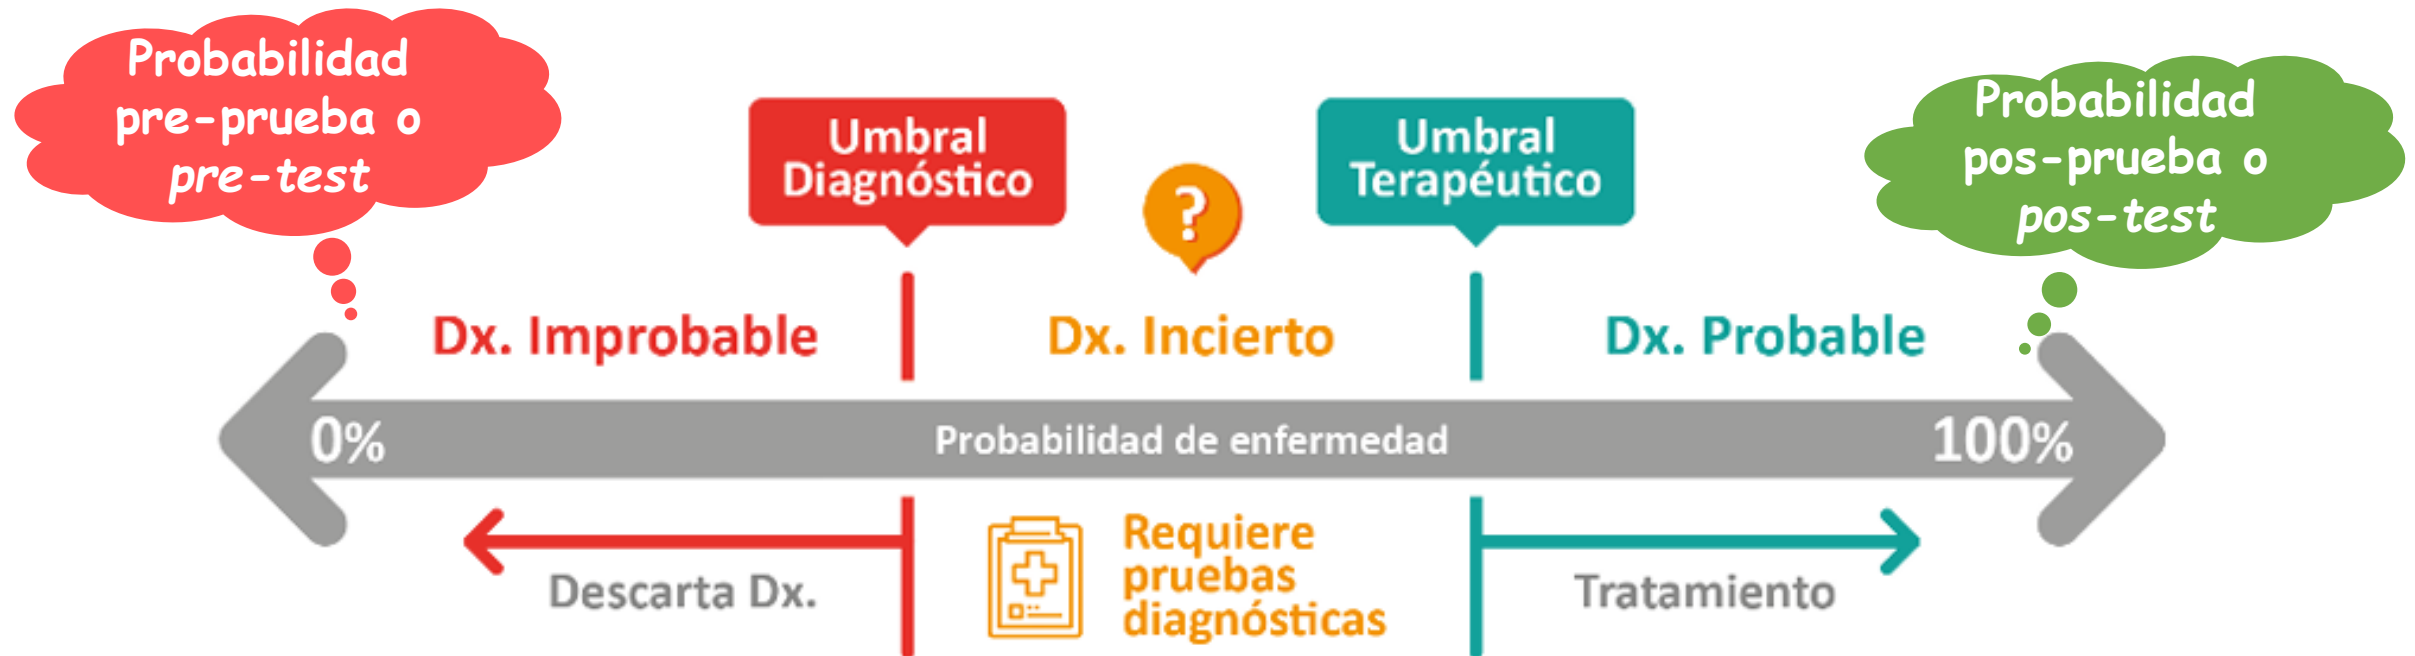 Probabilidad
pre-prueba o
pre-test
Umbral
Diagnóstico
?
Umbral
Terapéutico
Probabilidad
pos-prueba o
pos-test
Dx. Improbable
Dx. Incierto
Dx. Probable
0%
Probabilidad de enfermedad
100%
Descarta Dx.
Requiere
pruebas
diagnósticas
Tratamiento